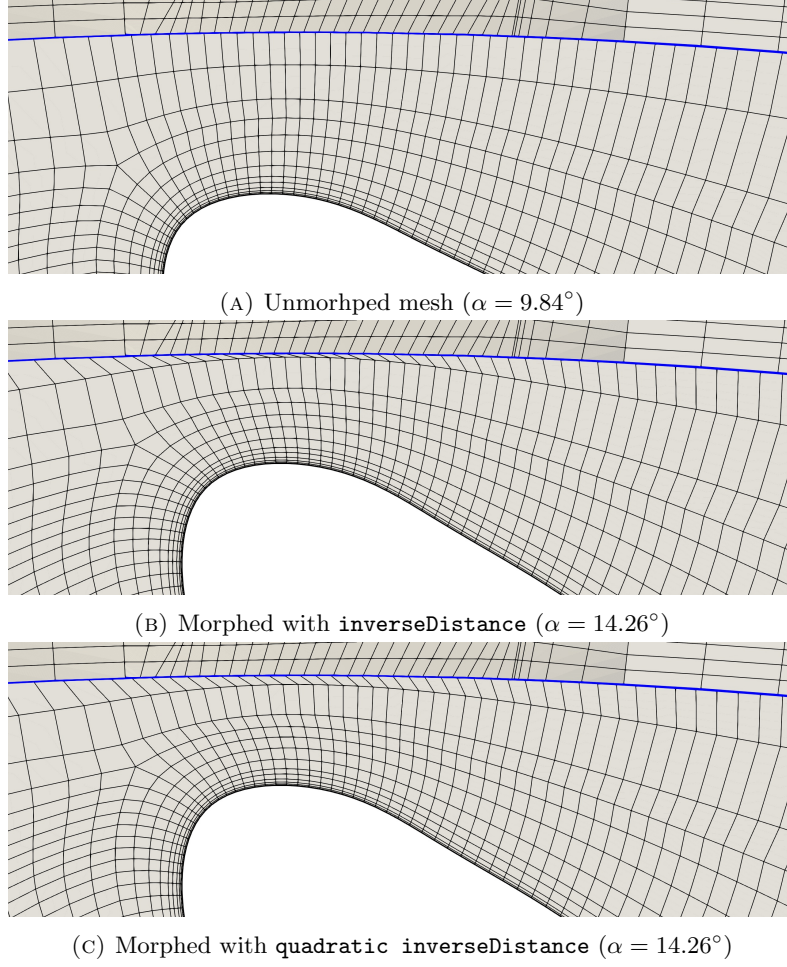 (A) Unmorhped mesh (α = 9.84°)
(B) Morphed with inverseDistance (α = 14.26°)
(C) Morphed with quadratic inverseDistance (α = 14.26°)